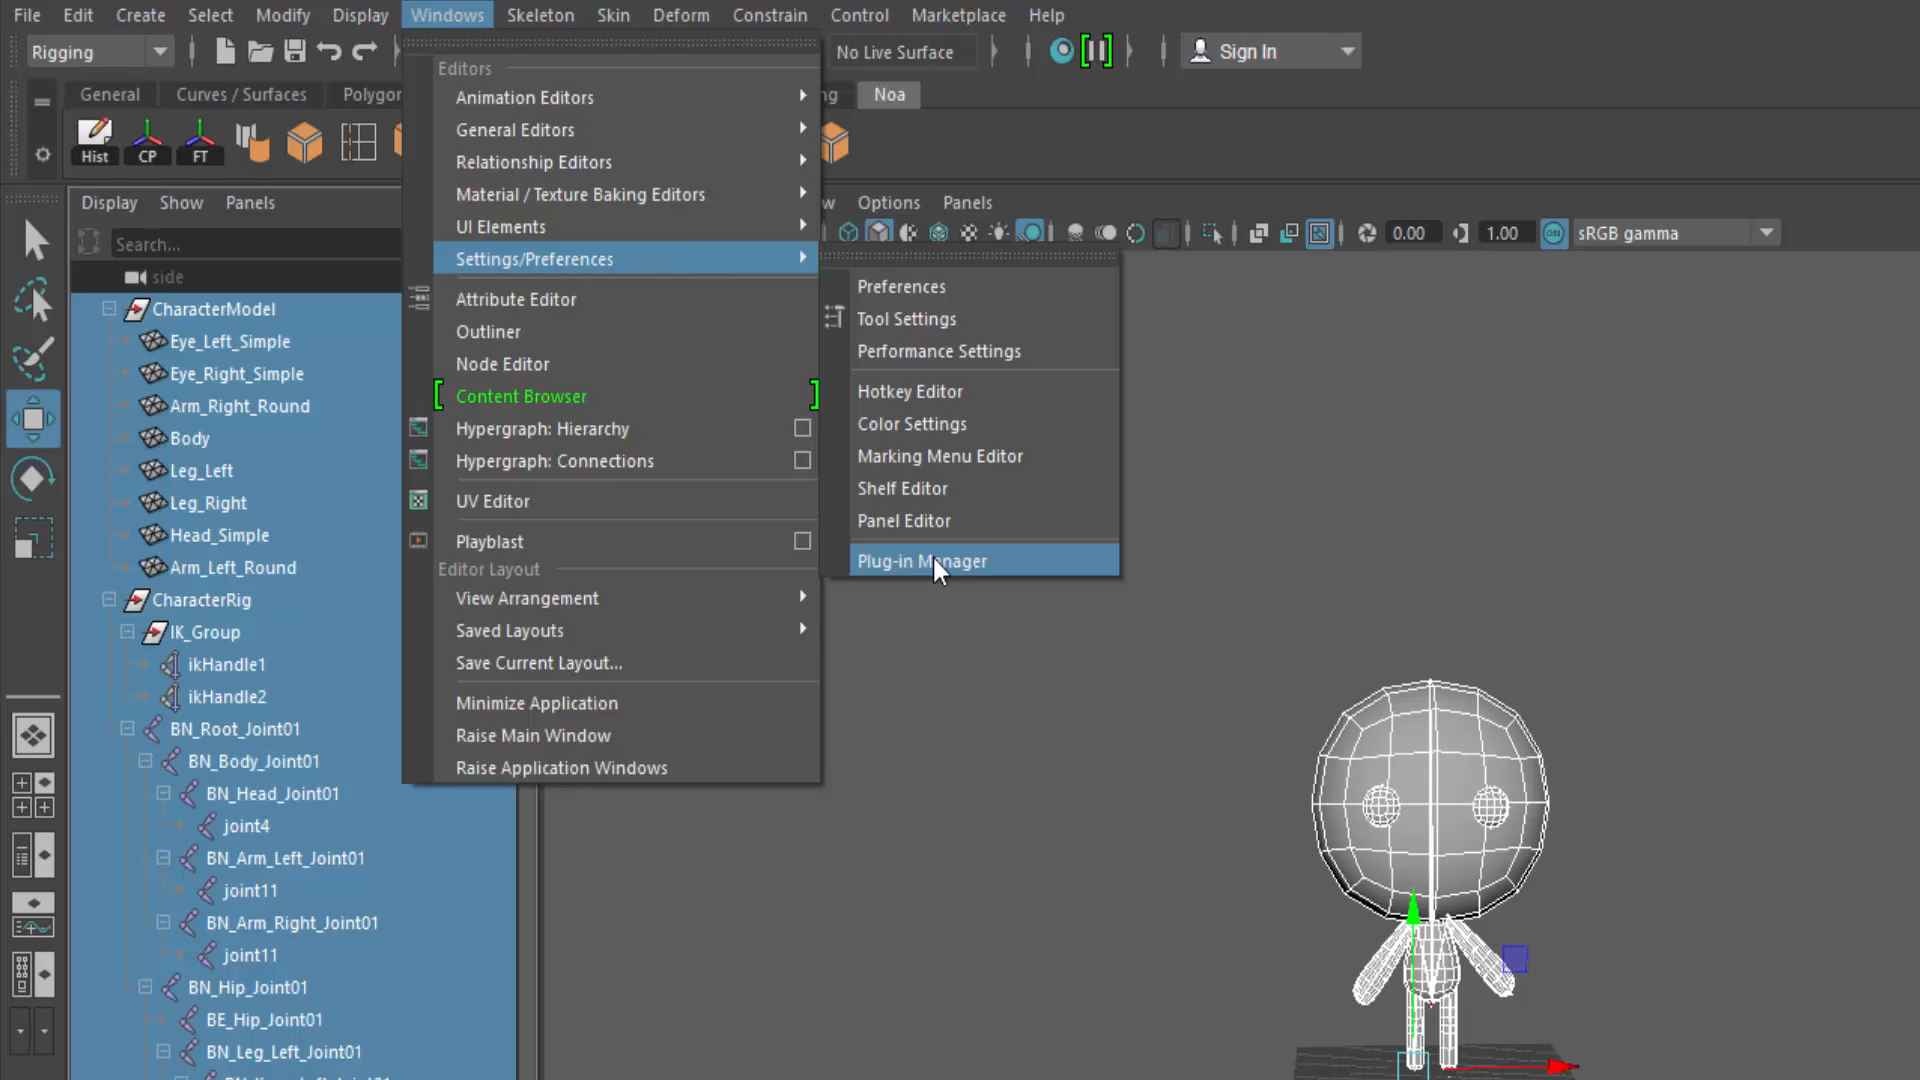 File Edit Create Select Modify Display Windows Skeleton Skin Deform Constrain Control Marketplace Help
Rigging No Live Surface Sign In
General Curves / Surfaces Polygor ng Noa
Hist CP FT
Display Show Panels w Options Panels
Search... 0.00 1.00 ON sRGB gamma
side
CharacterModel
Eye_Left_Simple
Eye_Right_Simple
Arm_Right_Round
Body
Leg_Left
Leg_Right
Head_Simple
Arm_Left_Round
CharacterRig
IK_Group
ikHandle1
ikHandle2
BN_Root_Joint01
BN_Body_Joint01
BN_Head_Joint01
joint4
BN_Arm_Left_Joint01
joint11
BN_Arm_Right_Joint01
joint11
BN_Hip_Joint01
BE_Hip_Joint01
BN_Leg_Left_Joint01
Editors
Animation Editors
General Editors
Relationship Editors
Material / Texture Baking Editors
UI Elements
Settings/Preferences
Attribute Editor
Outliner
Node Editor
Content Browser
Hypergraph: Hierarchy
Hypergraph: Connections
UV Editor
Playblast
Editor Layout
View Arrangement
Saved Layouts
Save Current Layout...
Minimize Application
Raise Main Window
Raise Application Windows
Preferences
Tool Settings
Performance Settings
Hotkey Editor
Color Settings
Marking Menu Editor
Shelf Editor
Panel Editor
Plug-in Manager